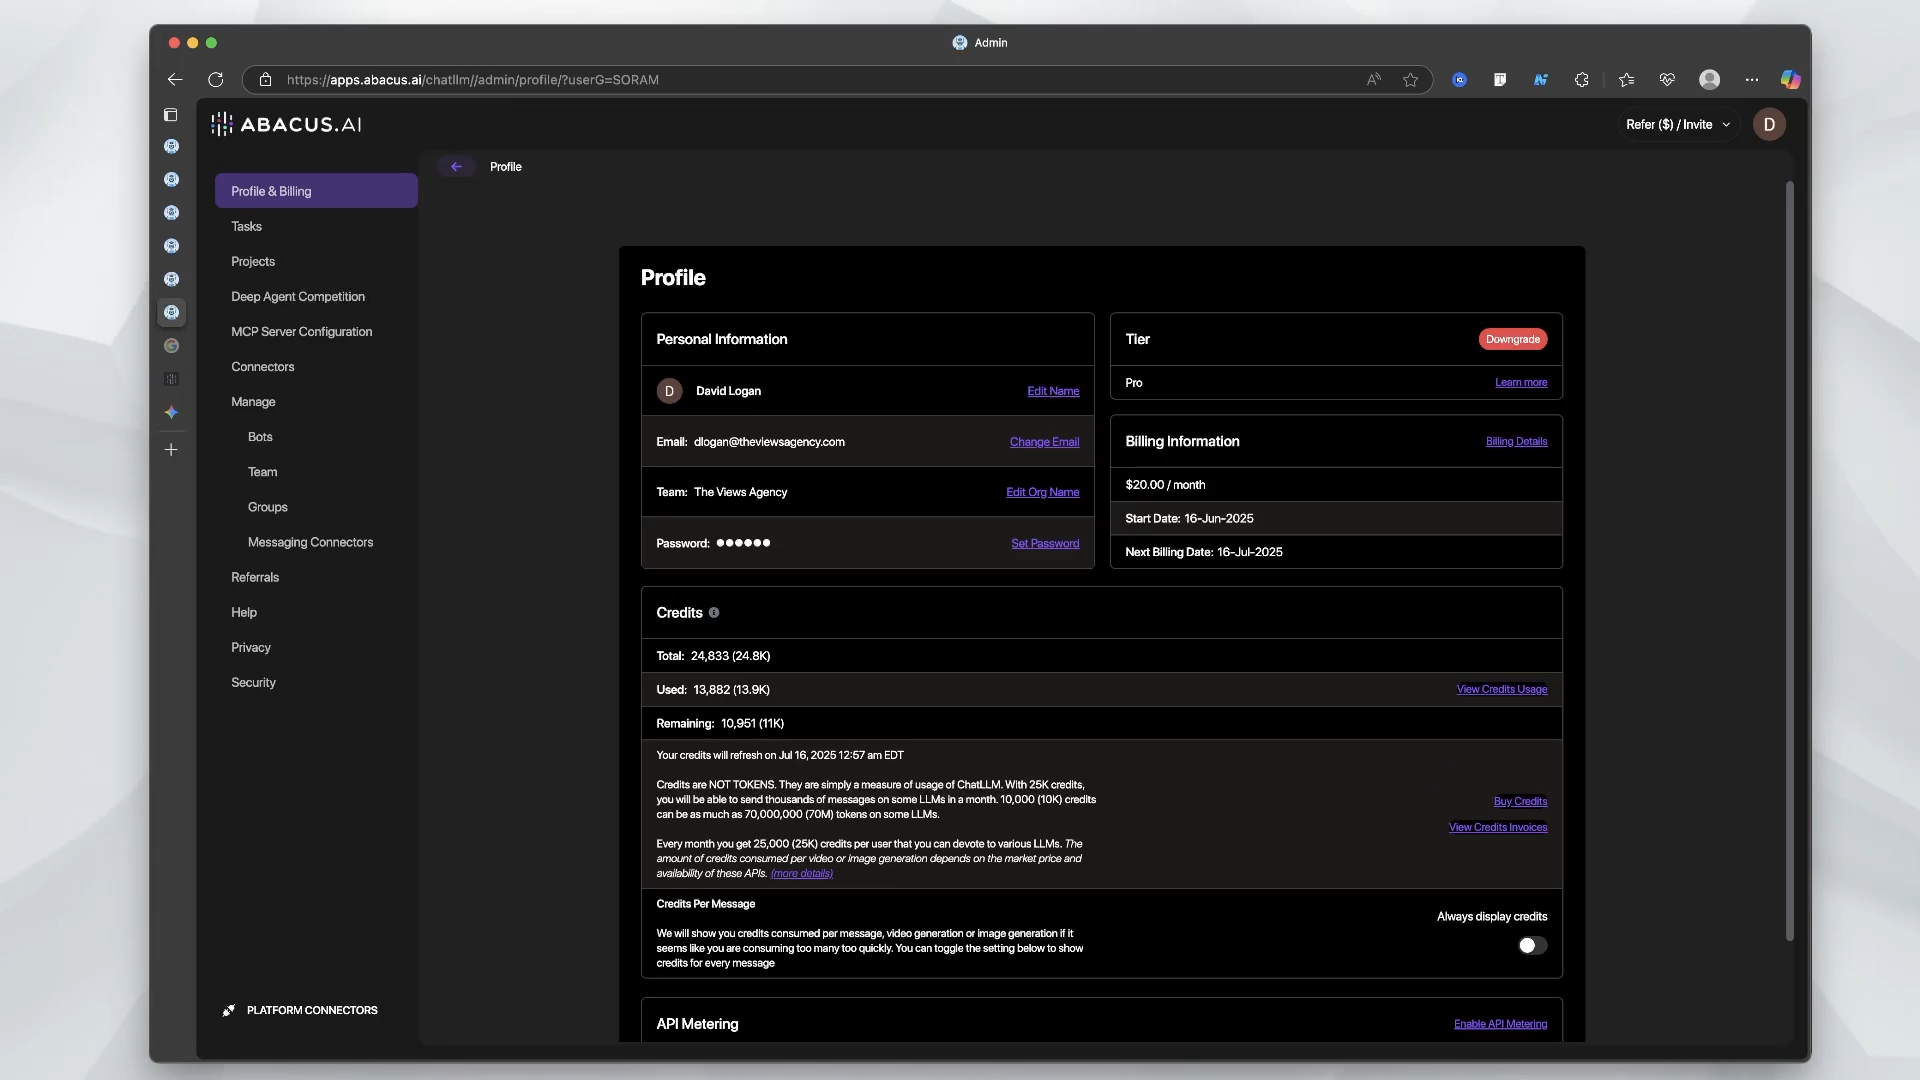 Admin
https://apps.abacus.ai/chatllm//admin/profile/?userG=SORAM
ABACUS.AI
Refer ($) / Invite
D
Profile
Profile & Billing
Tasks
Projects
Deep Agent Competition
MCP Server Configuration
Connectors
Manage
Bots
Team
Groups
Messaging Connectors
Referrals
Help
Privacy
Security
PLATFORM CONNECTORS
Profile
Personal Information
D David Logan Edit Name
Email: dlogan@theviewsagency.com Change Email
Team: The Views Agency Edit Org Name
Password: ●●●●●● Set Password
Tier Downgrade
Pro Learn more
Billing Information Billing Details
$20.00 / month
Start Date: 16-Jun-2025
Next Billing Date: 16-Jul-2025
Credits
Total: 24,833 (24.8K)
Used: 13,882 (13.9K) View Credits Usage
Remaining: 10,951 (11K)
Your credits will refresh on Jul 16, 2025 12:57 am EDT
Credits are NOT TOKENS. They are simply a measure of usage of ChatLLM. With 25K credits,
you will be able to send thousands of messages on some LLMs in a month. 10,000 (10K) credits
can be as much as 70,000,000 (70M) tokens on some LLMs.
Buy Credits
View Credits Invoices
Every month you get 25,000 (25K) credits per user that you can devote to various LLMs. The
amount of credits consumed per video or image generation depends on the market price and
availability of these APIs. (more details)
Credits Per Message
We will show you credits consumed per message, video generation or image generation if it
seems like you are consuming too many too quickly. You can toggle the setting below to show
credits for every message
Always display credits
API Metering Enable API Metering